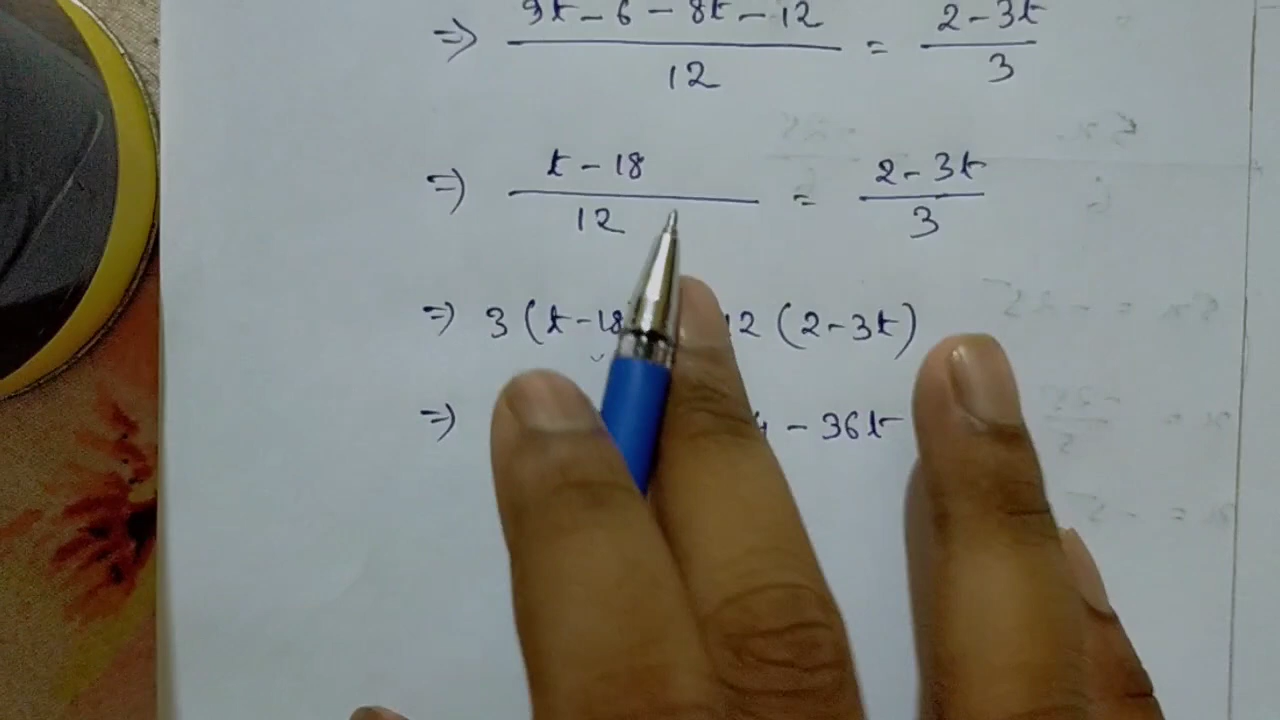 => 9t - 6 - 8t - 12 / 12 = 2 - 3t / 3
=> t - 18 / 12 = 2 - 3t / 3
=> 3 (t - 18 12 (2 - 3t)
=> 4 - 36t